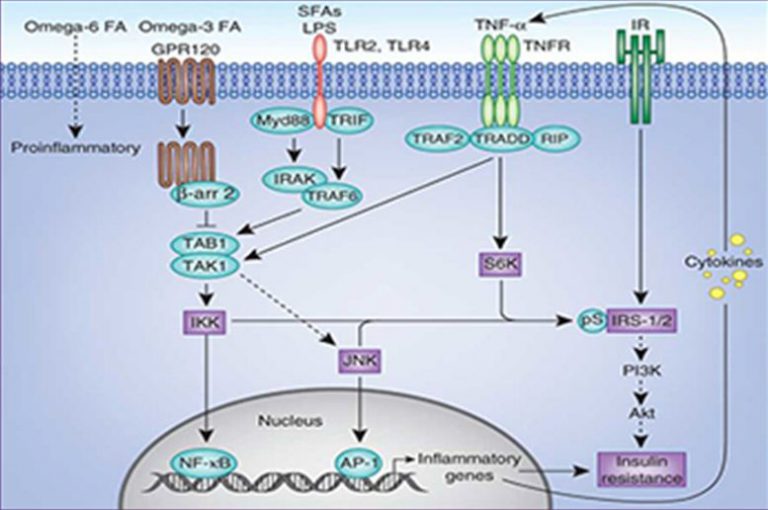 Omega-6 FA
Omega-3 FA
GPR120
SFAs
LPS
TLR2, TLR4
TNF-α
TNFR
IR
Proinflammatory
Myd88
TRIF
IRAK
TRAF6
β-arr 2
TAB1
TAK1
TRAF2
TRADD
RIP
S6K
Cytokines
IKK
JNK
pS
IRS-1/2
PI3K
Akt
Nucleus
NF-κB
AP-1
Inflammatory
genes
Insulin
resistance